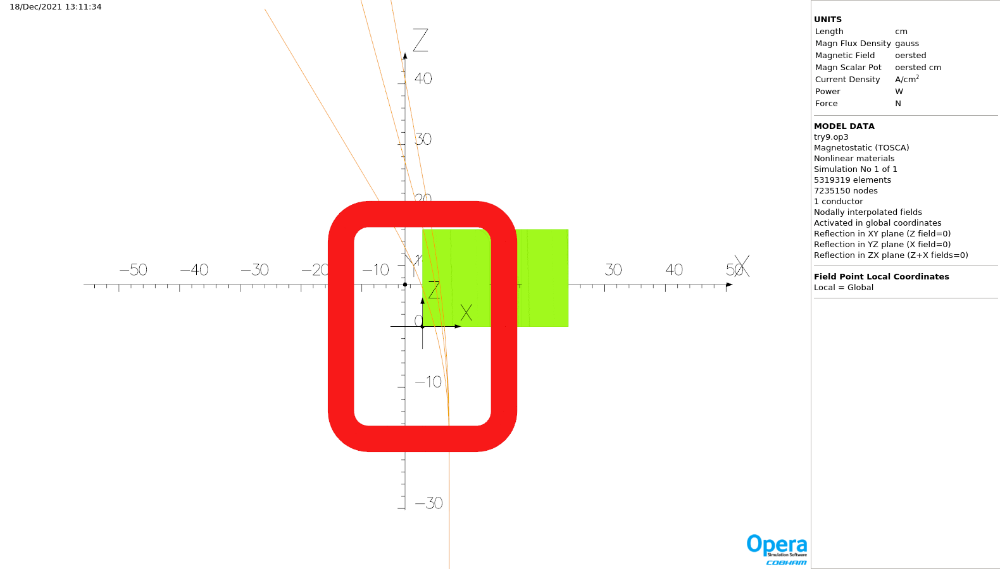 18/Dec/2021 13:11:34
Z
40
30
20
1
−50 −40 −30 −20 −10 30 40 50 X
Y
Z
X
0
−10
−30
UNITS
Length cm
Magn Flux Density gauss
Magnetic Field oersted
Magn Scalar Pot oersted cm
Current Density A/cm2
Power W
Force N
MODEL DATA
try9.op3
Magnetostatic (TOSCA)
Nonlinear materials
Simulation No 1 of 1
5319319 elements
7235150 nodes
1 conductor
Nodally interpolated fields
Activated in global coordinates
Reflection in XY plane (Z field=0)
Reflection in YZ plane (X field=0)
Reflection in ZX plane (Z+X fields=0)
Field Point Local Coordinates
Local = Global
Opera
Simulation Software
COBHAM